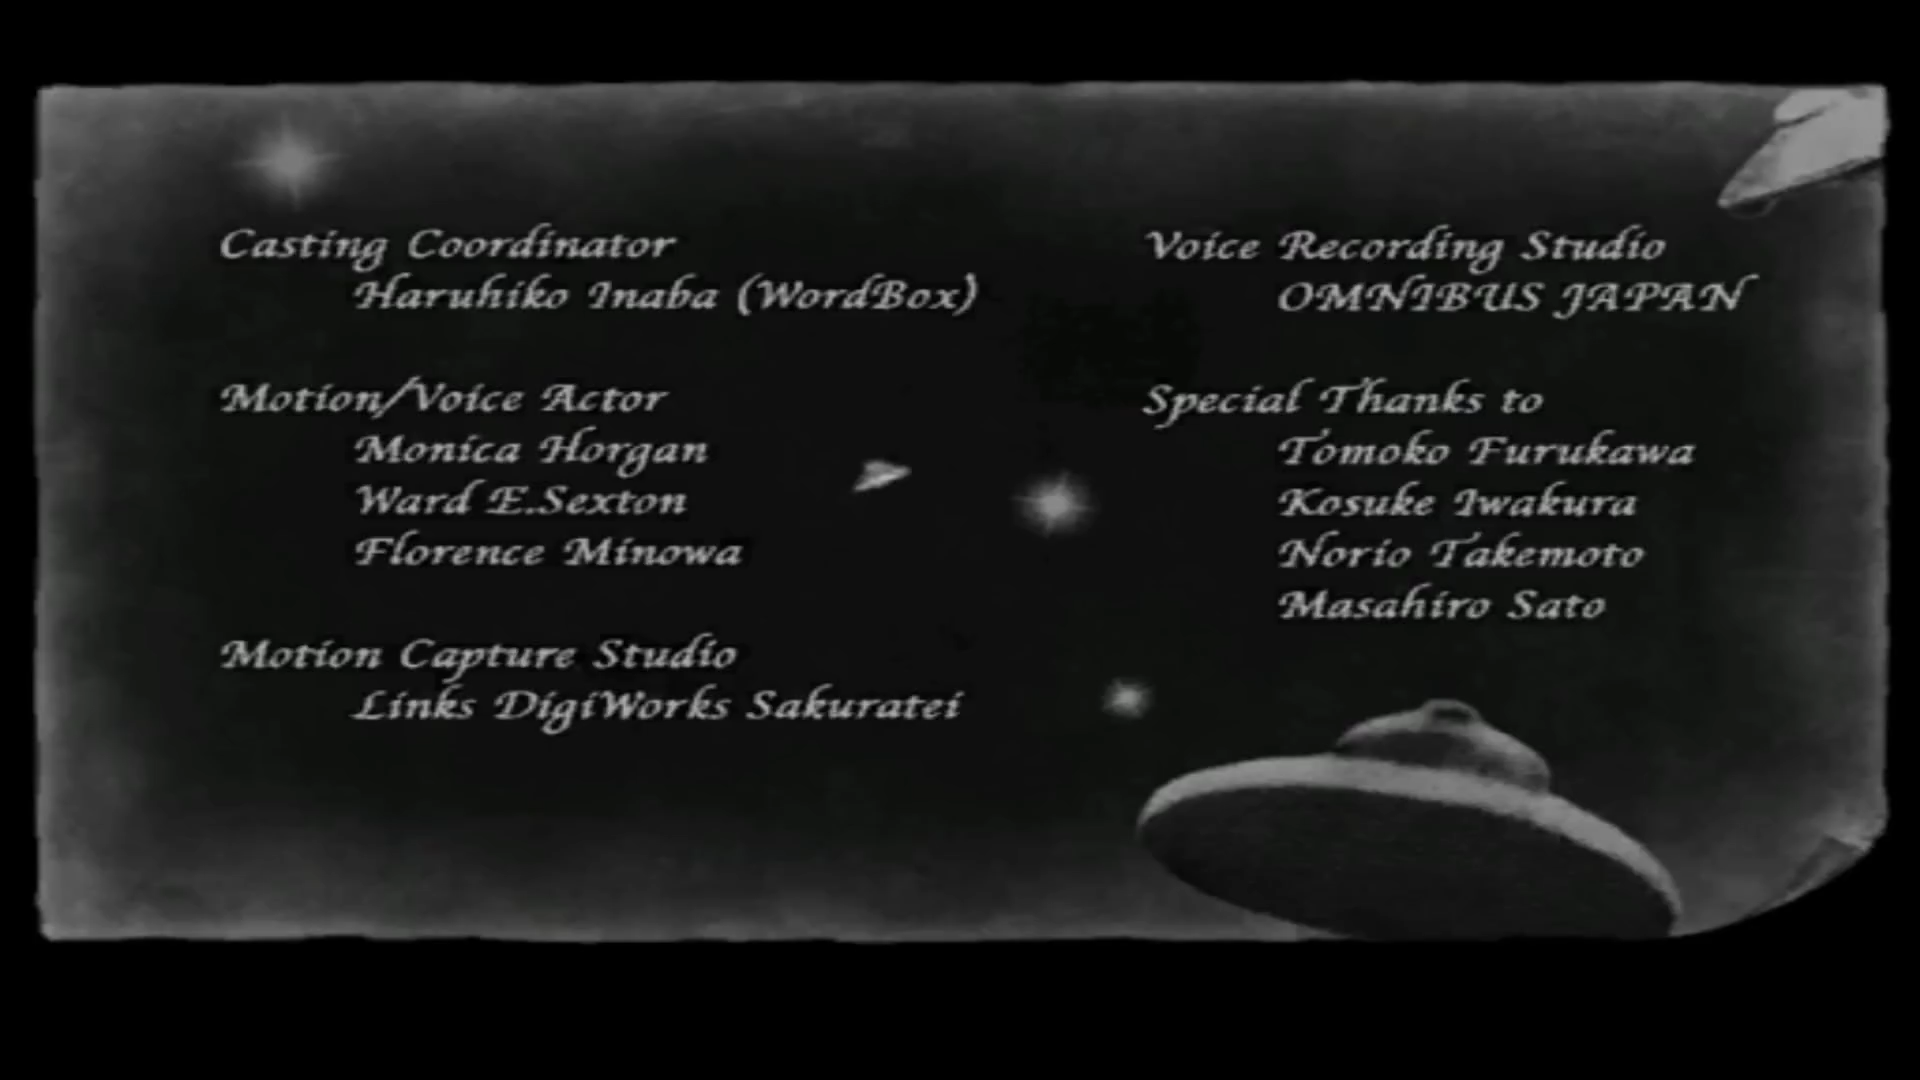 Casting Coordinator
Haruhiko Inaba (WordBox)
Motion/Voice Actor
Monica Horgan
Ward E.Sexton
Florence Minowa
Motion Capture Studio
Links DigiWorks Sakuratei
Voice Recording Studio
OMNIBUS JAPAN
Special Thanks to
Tomoko Furukawa
Kosuke Iwakura
Norio Takemoto
Masahiro Sato